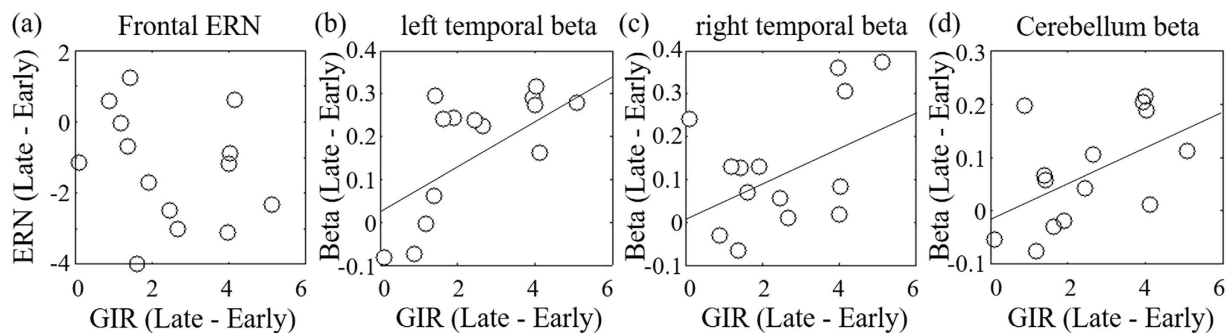 (a) Frontal ERN
ERN (Late - Early)
2
0
-2
-4
0 2 4 6
GIR (Late - Early)
(b) left temporal beta
Beta (Late - Early)
0.4
0.3
0.2
0.1
0
-0.1
0 2 4 6
GIR (Late - Early)
(c) right temporal beta
Beta (Late - Early)
0.4
0.3
0.2
0.1
0
-0.1
0 2 4 6
GIR (Late - Early)
(d) Cerebellum beta
Beta (Late - Early)
0.3
0.2
0.1
0
-0.1
0 2 4 6
GIR (Late - Early)